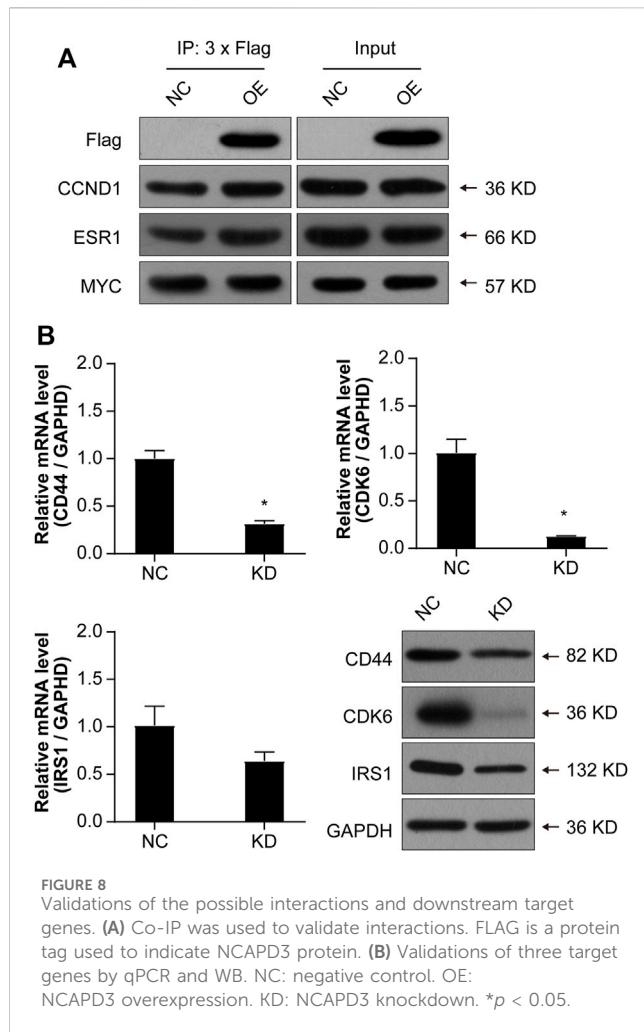 A
IP: 3 x Flag
Input
NC
OE
NC
OE
Flag
CCND1
← 36 KD
ESR1
← 66 KD
MYC
← 57 KD
B
Relative mRNA level
(CD44 / GAPHD)
2.0
1.5
1.0
0.5
0.0
*
NC
KD
Relative mRNA level
(CDK6 / GAPHD)
2.0
1.5
1.0
0.5
0.0
*
NC
KD
Relative mRNA level
(IRS1 / GAPHD)
2.0
1.5
1.0
0.5
0.0
NC
KD
NC
KD
CD44
← 82 KD
CDK6
← 36 KD
IRS1
← 132 KD
GAPDH
← 36 KD
FIGURE 8
Validations of the possible interactions and downstream target
genes. (A) Co-IP was used to validate interactions. FLAG is a protein
tag used to indicate NCAPD3 protein. (B) Validations of three target
genes by qPCR and WB. NC: negative control. OE:
NCAPD3 overexpression. KD: NCAPD3 knockdown. *p < 0.05.